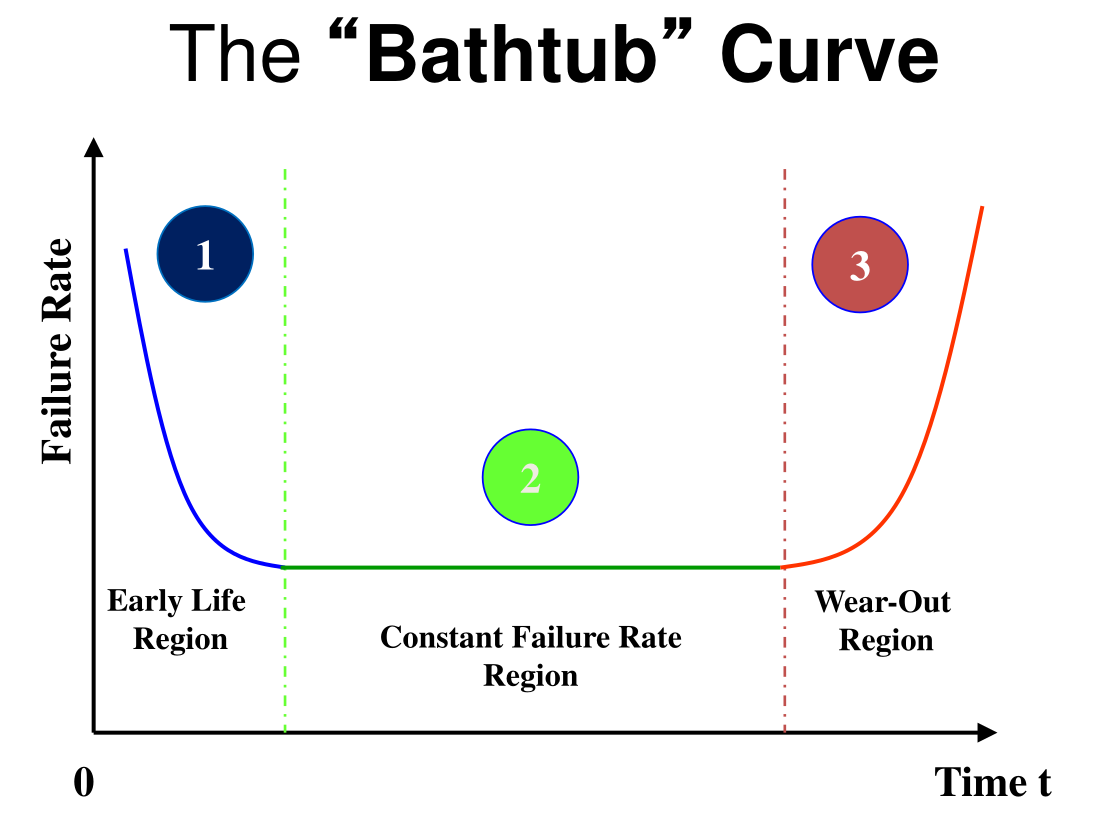 The “Bathtub” Curve
Failure Rate
1
2
3
Early Life
Region
Constant Failure Rate
Region
Wear-Out
Region
0
Time t